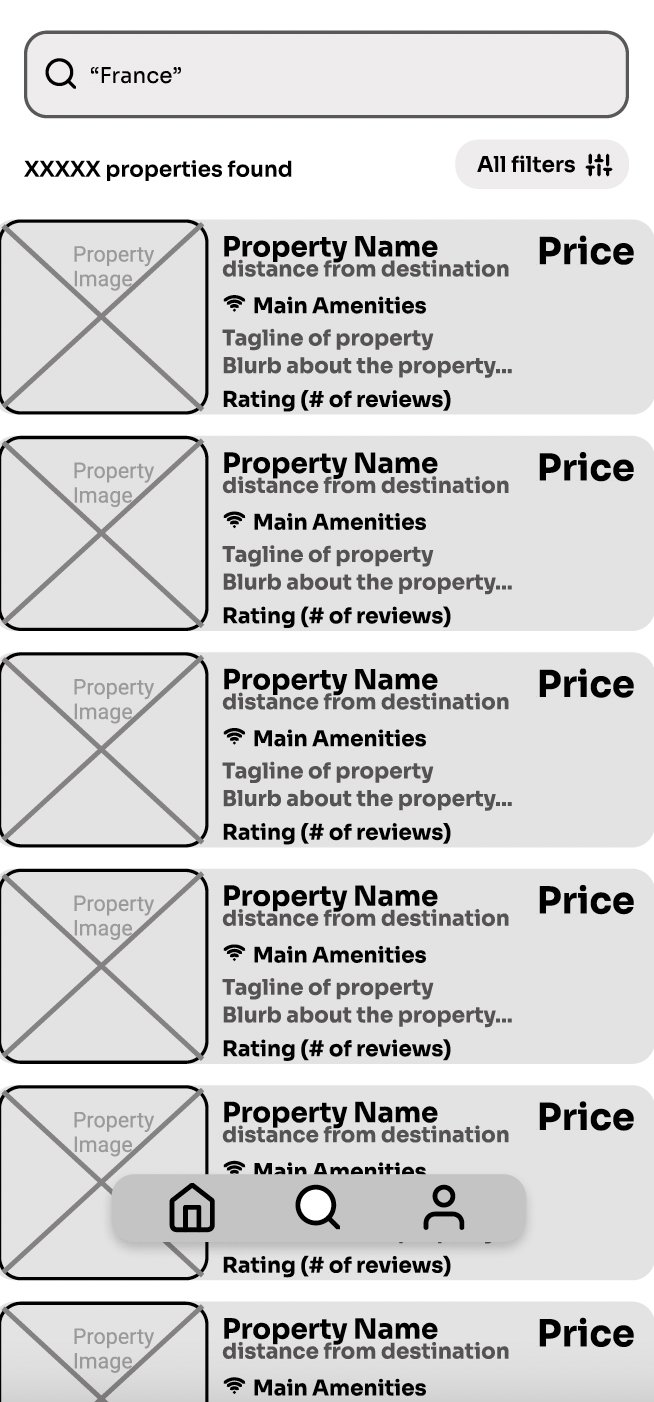 “France”
XXXXX properties found
All filters
Property
Image
Property Name
Price
distance from destination
Main Amenities
Tagline of property
Blurb about the property...
Rating (# of reviews)
Property
Image
Property Name
Price
distance from destination
Main Amenities
Tagline of property
Blurb about the property...
Rating (# of reviews)
Property
Image
Property Name
Price
distance from destination
Main Amenities
Tagline of property
Blurb about the property...
Rating (# of reviews)
Property
Image
Property Name
Price
distance from destination
Main Amenities
Tagline of property
Blurb about the property...
Rating (# of reviews)
Property
Image
Property Name
Price
distance from destination
Main Amenities
Rating (# of reviews)
Property
Image
Property Name
Price
distance from destination
Main Amenities